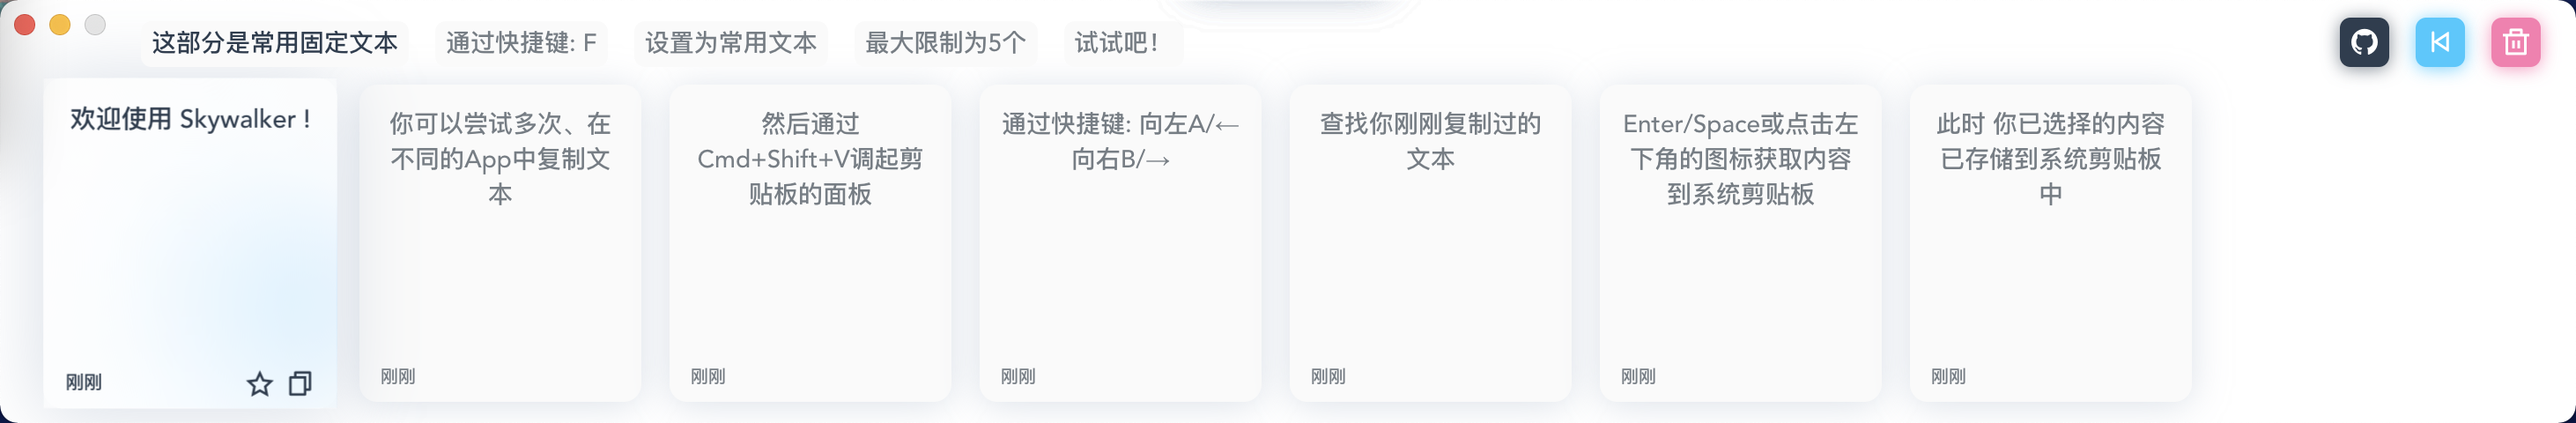 这部分是常用固定文本
通过快捷键: F
设置为常用文本
最大限制为5个
试试吧！
欢迎使用 Skywalker !
刚刚
你可以尝试多次、在
不同的App中复制文
本
刚刚
然后通过
Cmd+Shift+V调起剪
贴板的面板
刚刚
通过快捷键: 向左A/←
向右B/→
刚刚
查找你刚刚复制过的
文本
刚刚
Enter/Space或点击左
下角的图标获取内容
到系统剪贴板
刚刚
此时 你已选择的内容
已存储到系统剪贴板
中
刚刚